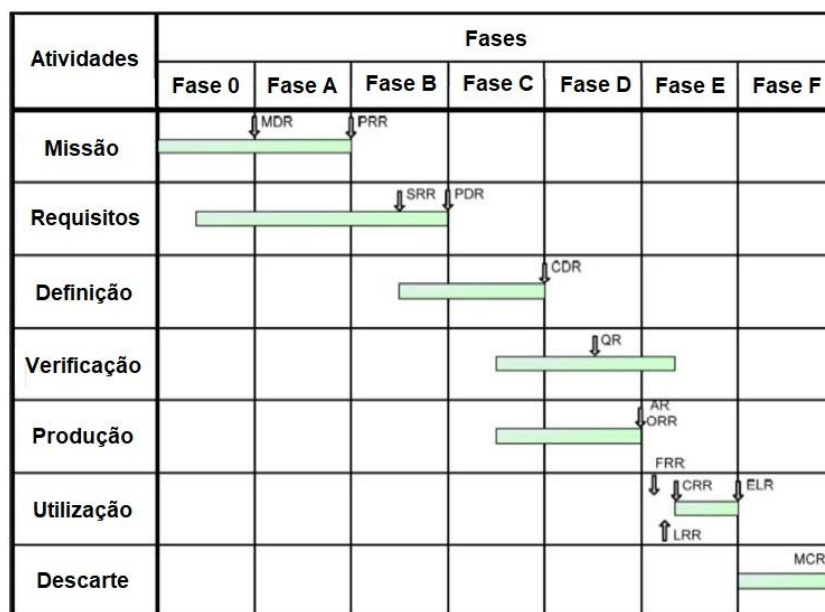 Atividades
Fases
Fase 0 Fase A Fase B Fase C Fase D Fase E Fase F
Missão
MDR PRR
Requisitos
SRR PDR
Definição
CDR
Verificação
QR
Produção
AR
ORR
Utilização
FRR
CRR ELR
LRR
Descarte
MCR